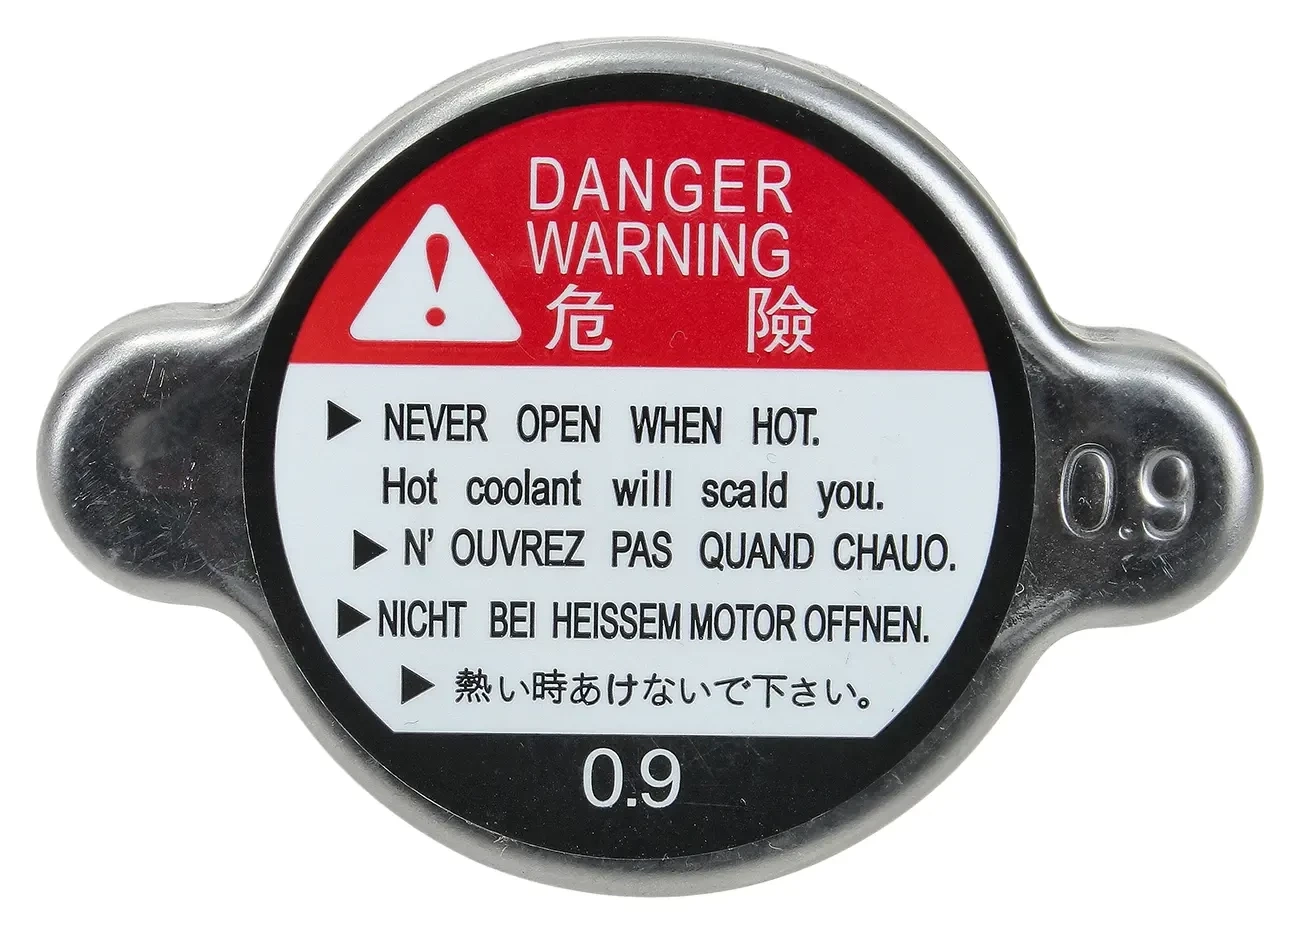 DANGER
WARNING
危 險
▶ NEVER OPEN WHEN HOT.
Hot coolant will scald you.
▶ N' OUVREZ PAS QUAND CHAUO.
▶ NICHT BEI HEISSEM MOTOR OFFNEN.
▶ 熱い時あけないで下さい。
0.9
0.9